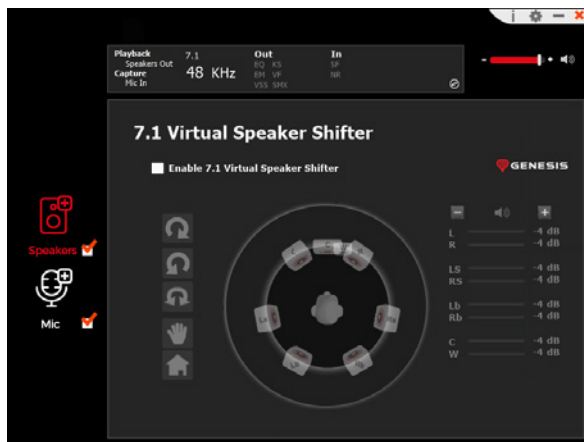 i
Playback 7.1 Out In
Speakers Out EQ KS SF
Capture 48 KHz EM VF NR
Mic In VSS SMX
7.1 Virtual Speaker Shifter
Enable 7.1 Virtual Speaker Shifter
GENESIS
L -4 dB
R -4 dB
LS -4 dB
RS -4 dB
Lb -4 dB
Rb -4 dB
C -4 dB
W -4 dB
Speakers
Mic